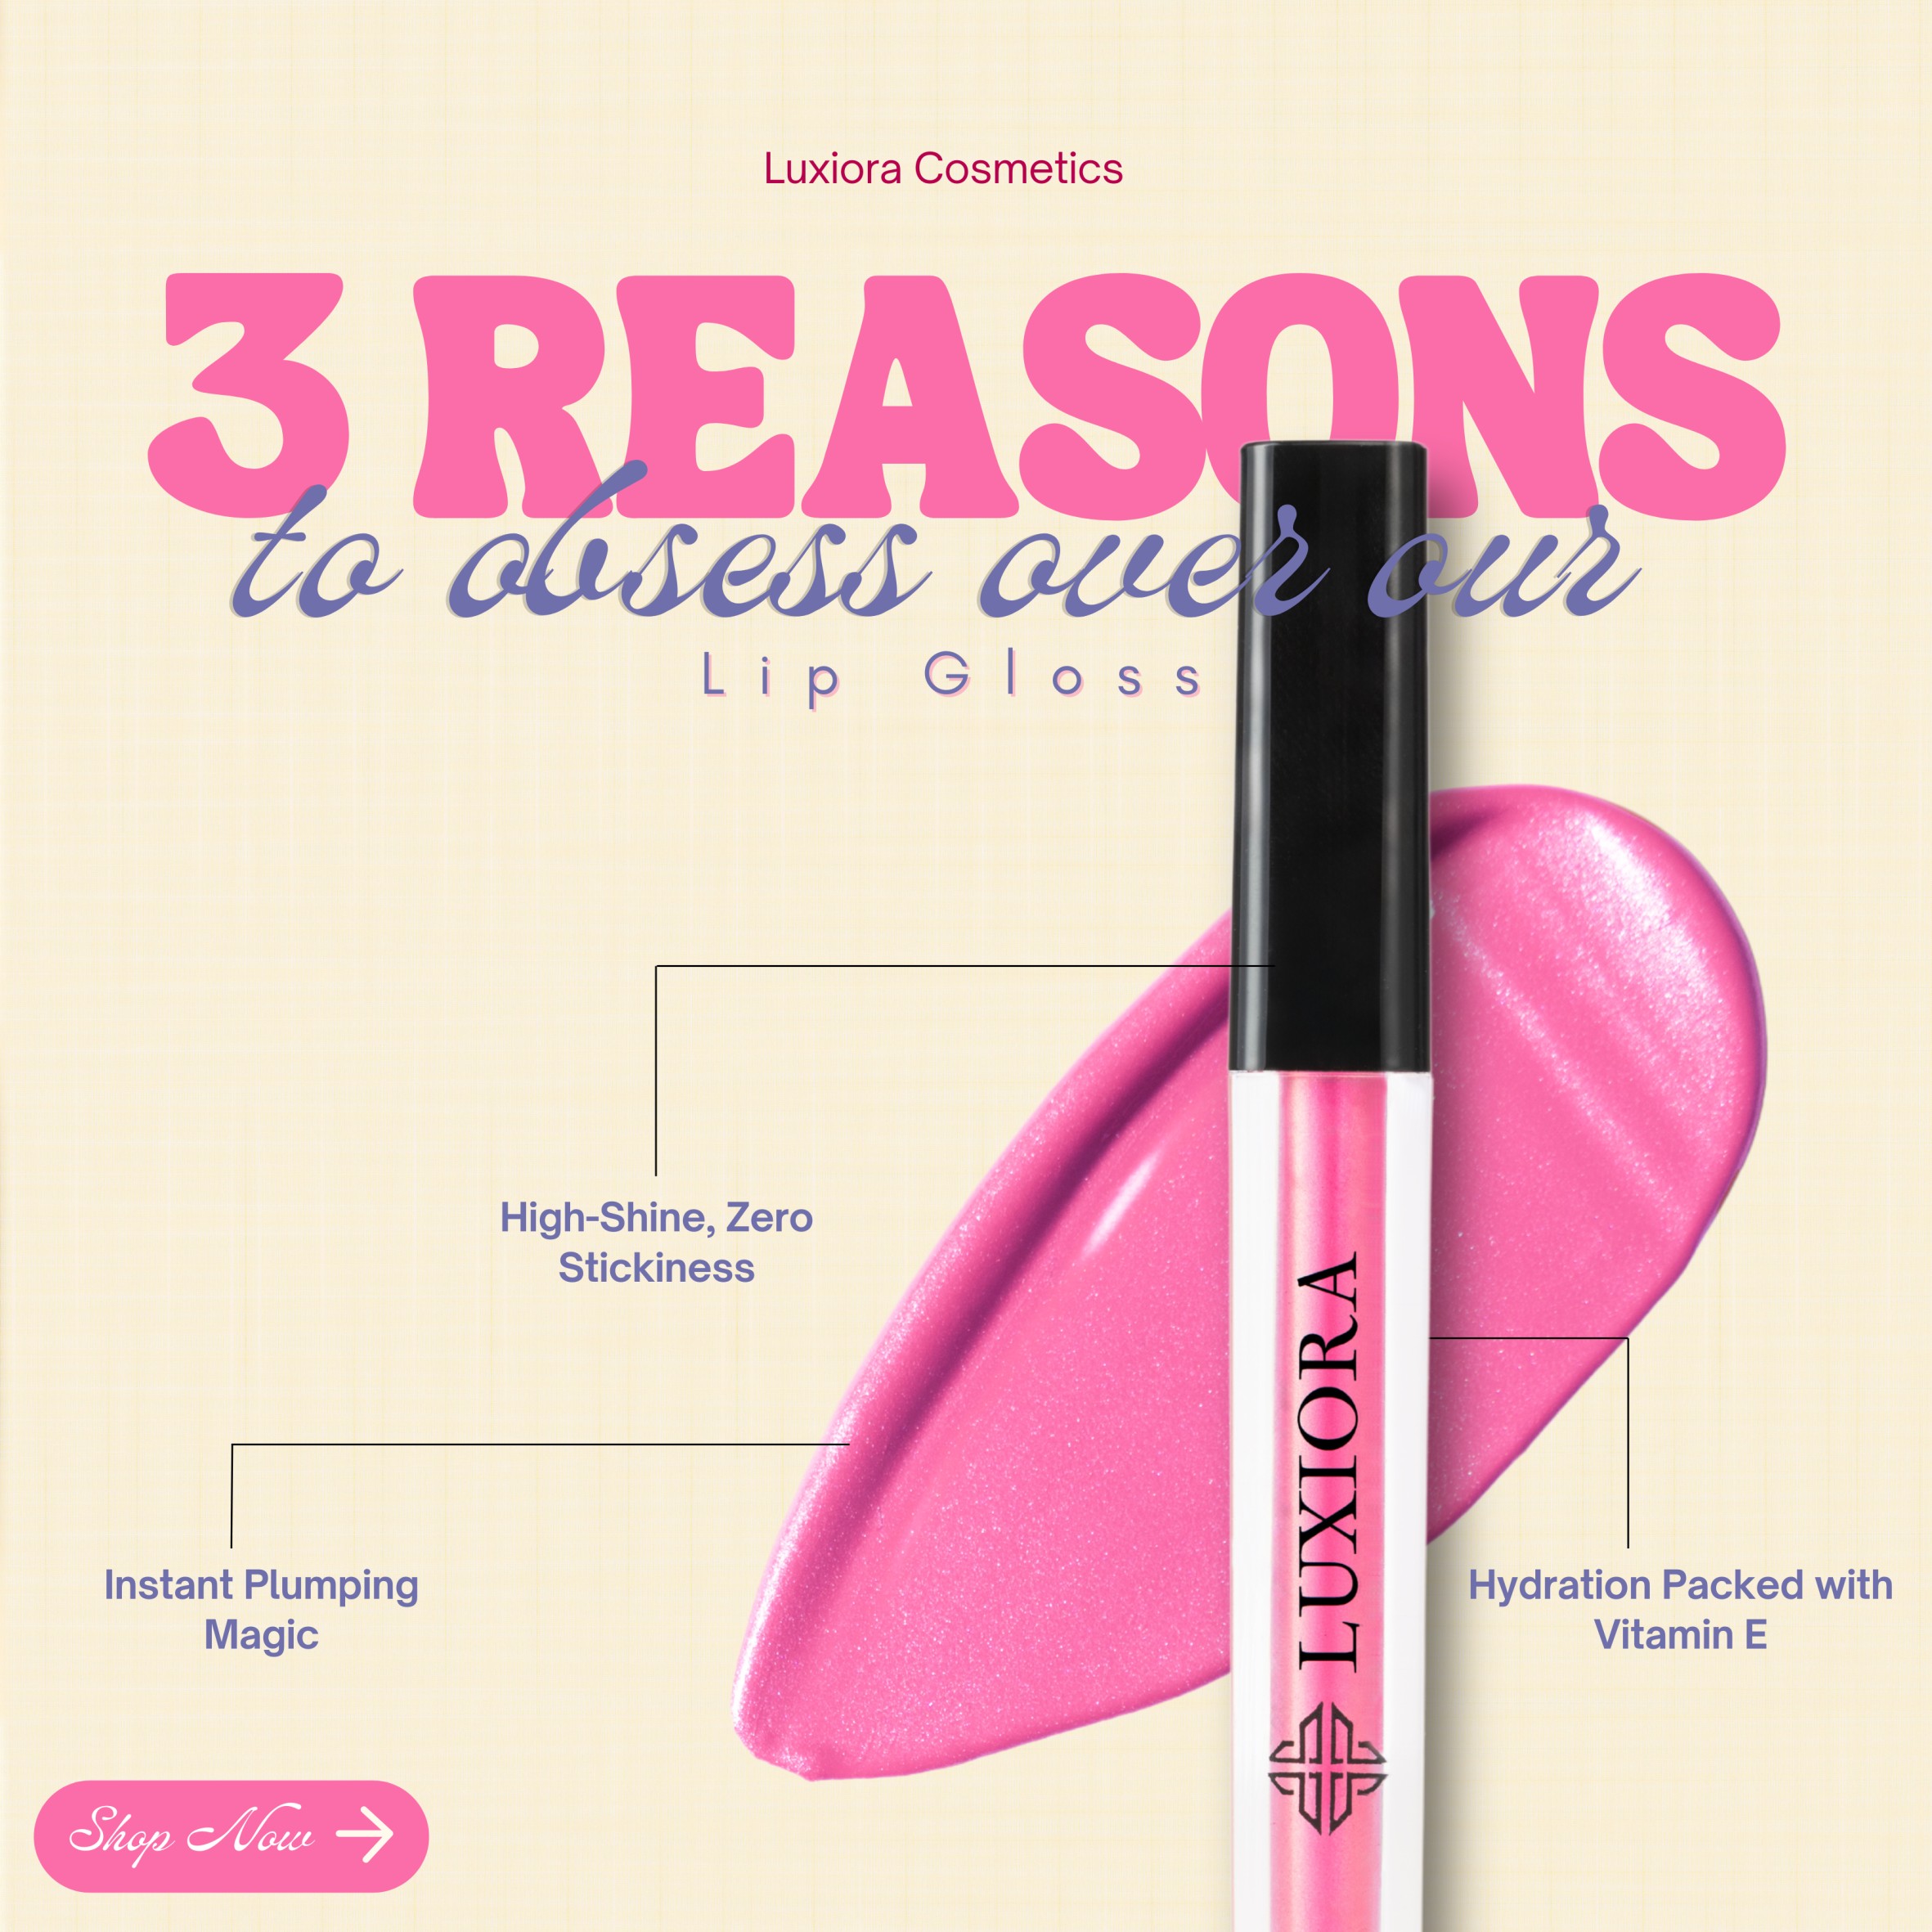 Luxiora Cosmetics
3 REASONS
to obsess over our
Lip Gloss
High-Shine, Zero
Stickiness
LUXIORA
Instant Plumping
Magic
Hydration Packed with
Vitamin E
Shop Now